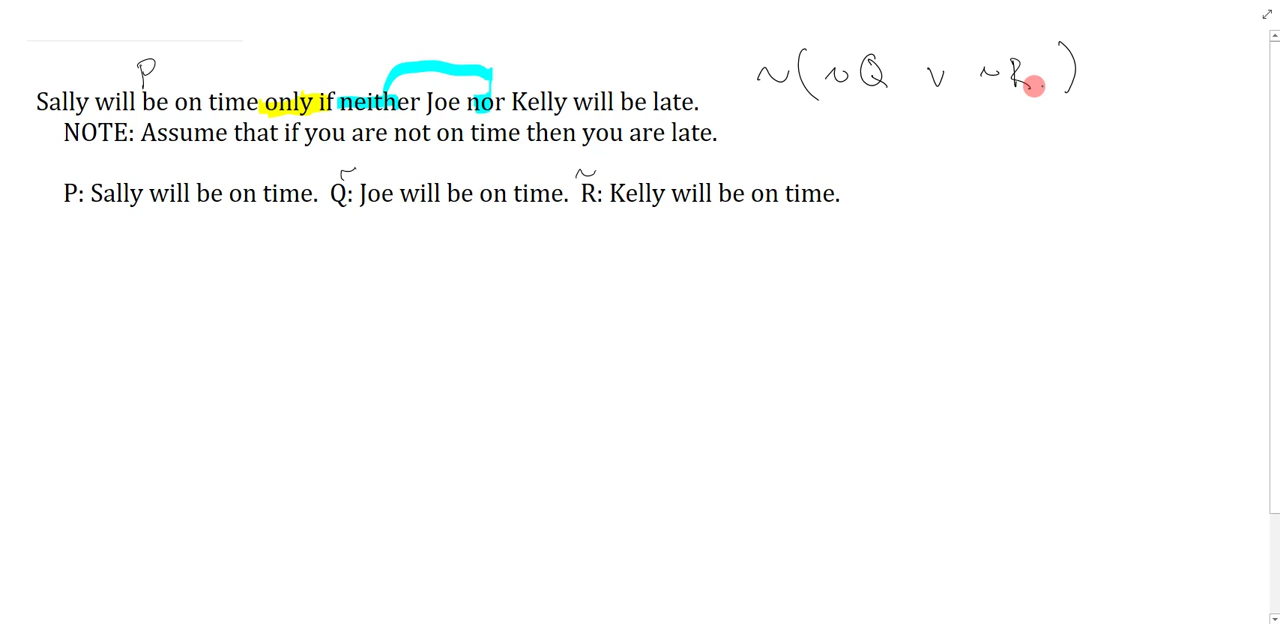 P
~(~Q ∨ ~R)
Sally will be on time only if neither Joe nor Kelly will be late.
NOTE: Assume that if you are not on time then you are late.
~ ~
P: Sally will be on time. Q: Joe will be on time. R: Kelly will be on time.